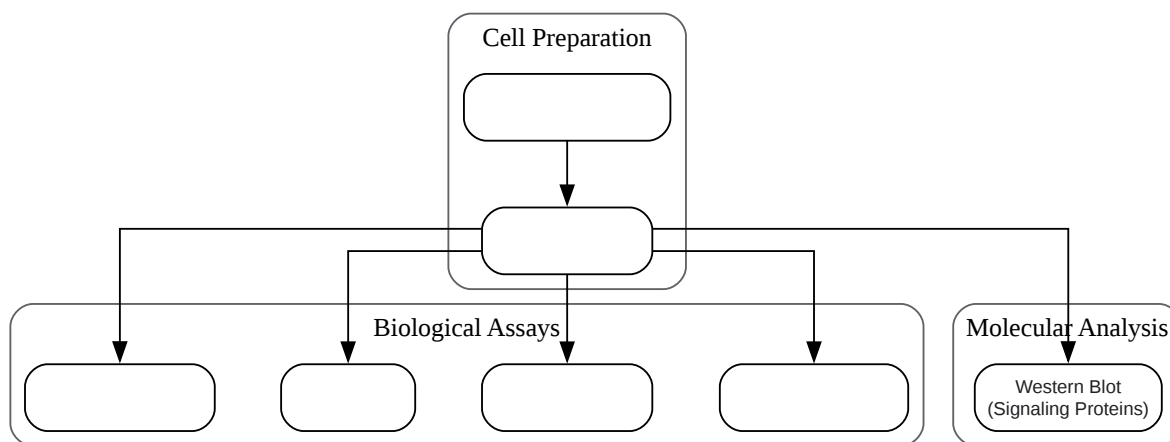 Cell Preparation
Biological Assays
Molecular Analysis
Western Blot
(Signaling Proteins)